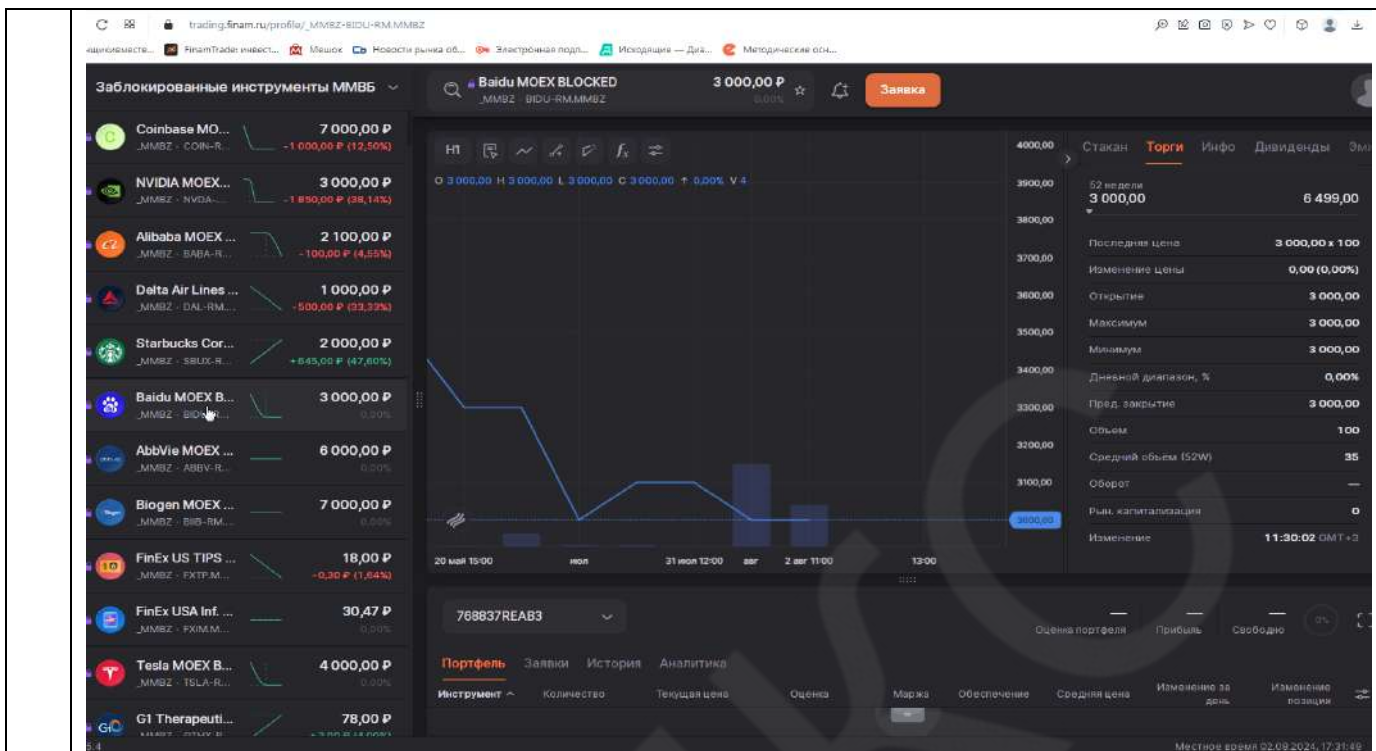 trading.finam.ru/profile/_MMBZ-BIDU-RM.MMBZ
FinamTrade: инвест... Мешок Новости рынка об... Электронная подп... Исходящие — Диа... Методические осн...
Заблокированные инструменты ММВБ
Baidu MOEX BLOCKED 3 000,00 ₽
_MMBZ · BIDU-RM.MMBZ 0,00%
Заявка
Coinbase MO... 7 000,00 ₽
_MMBZ · COIN-R... -1 000,00 ₽ (12,50%)
NVIDIA MOEX... 3 000,00 ₽
_MMBZ · NVDA-... -1 850,00 ₽ (38,14%)
Alibaba MOEX ... 2 100,00 ₽
_MMBZ · BABA-R... -100,00 ₽ (4,55%)
Delta Air Lines ... 1 000,00 ₽
_MMBZ · DAL-RM.... -500,00 ₽ (33,33%)
Starbucks Cor... 2 000,00 ₽
_MMBZ · SBUX-R... +645,00 ₽ (47,60%)
Baidu MOEX B... 3 000,00 ₽
_MMBZ · 0,00%
AbbVie MOEX ... 6 000,00 ₽
_MMBZ · ABBV-R... 0,00%
Biogen MOEX ... 7 000,00 ₽
_MMBZ · BIIB-RM.... 0,00%
FinEx US TIPS ... 18,00 ₽
_MMBZ · FXTP.M... -0,30 ₽ (1,64%)
FinEx USA Inf. ... 30,47 ₽
_MMBZ · FXIM.M... 0,00%
Tesla MOEX B... 4 000,00 ₽
_MMBZ · TSLA-R... 0,00%
G1 Therapeuti... 78,00 ₽
H1
O 3 000,00 H 3 000,00 L 3 000,00 C 3 000,00 0,00% V 4
4000,00
3900,00
3800,00
3700,00
3600,00
3500,00
3400,00
3300,00
3200,00
3100,00
3000,00
20 май 15:00 июл 31 июл 12:00 авг 2 авг 11:00 13:00
Стакан Торги Инфо Дивиденды
52 недели
3 000,00 6 499,00
Последняя цена 3 000,00 x 100
Изменение цены 0,00 (0,00%)
Открытие 3 000,00
Максимум 3 000,00
Минимум 3 000,00
Дневной диапазон, % 0,00%
Пред. закрытие 3 000,00
Объем 100
Средний объём (52W) 35
Оборот —
Рын. капитализация 0
Изменение 11:30:02 GMT+3
768837REAB3
— — — 0%
Оценка портфеля Прибыль Свободно
Портфель Заявки История Аналитика
Инструмент Количество Текущая цена Оценка Маржа Обеспечение Средняя цена Изменение за день Изменение позиции
5.4
Местное время 02.08.2024, 17:31:49